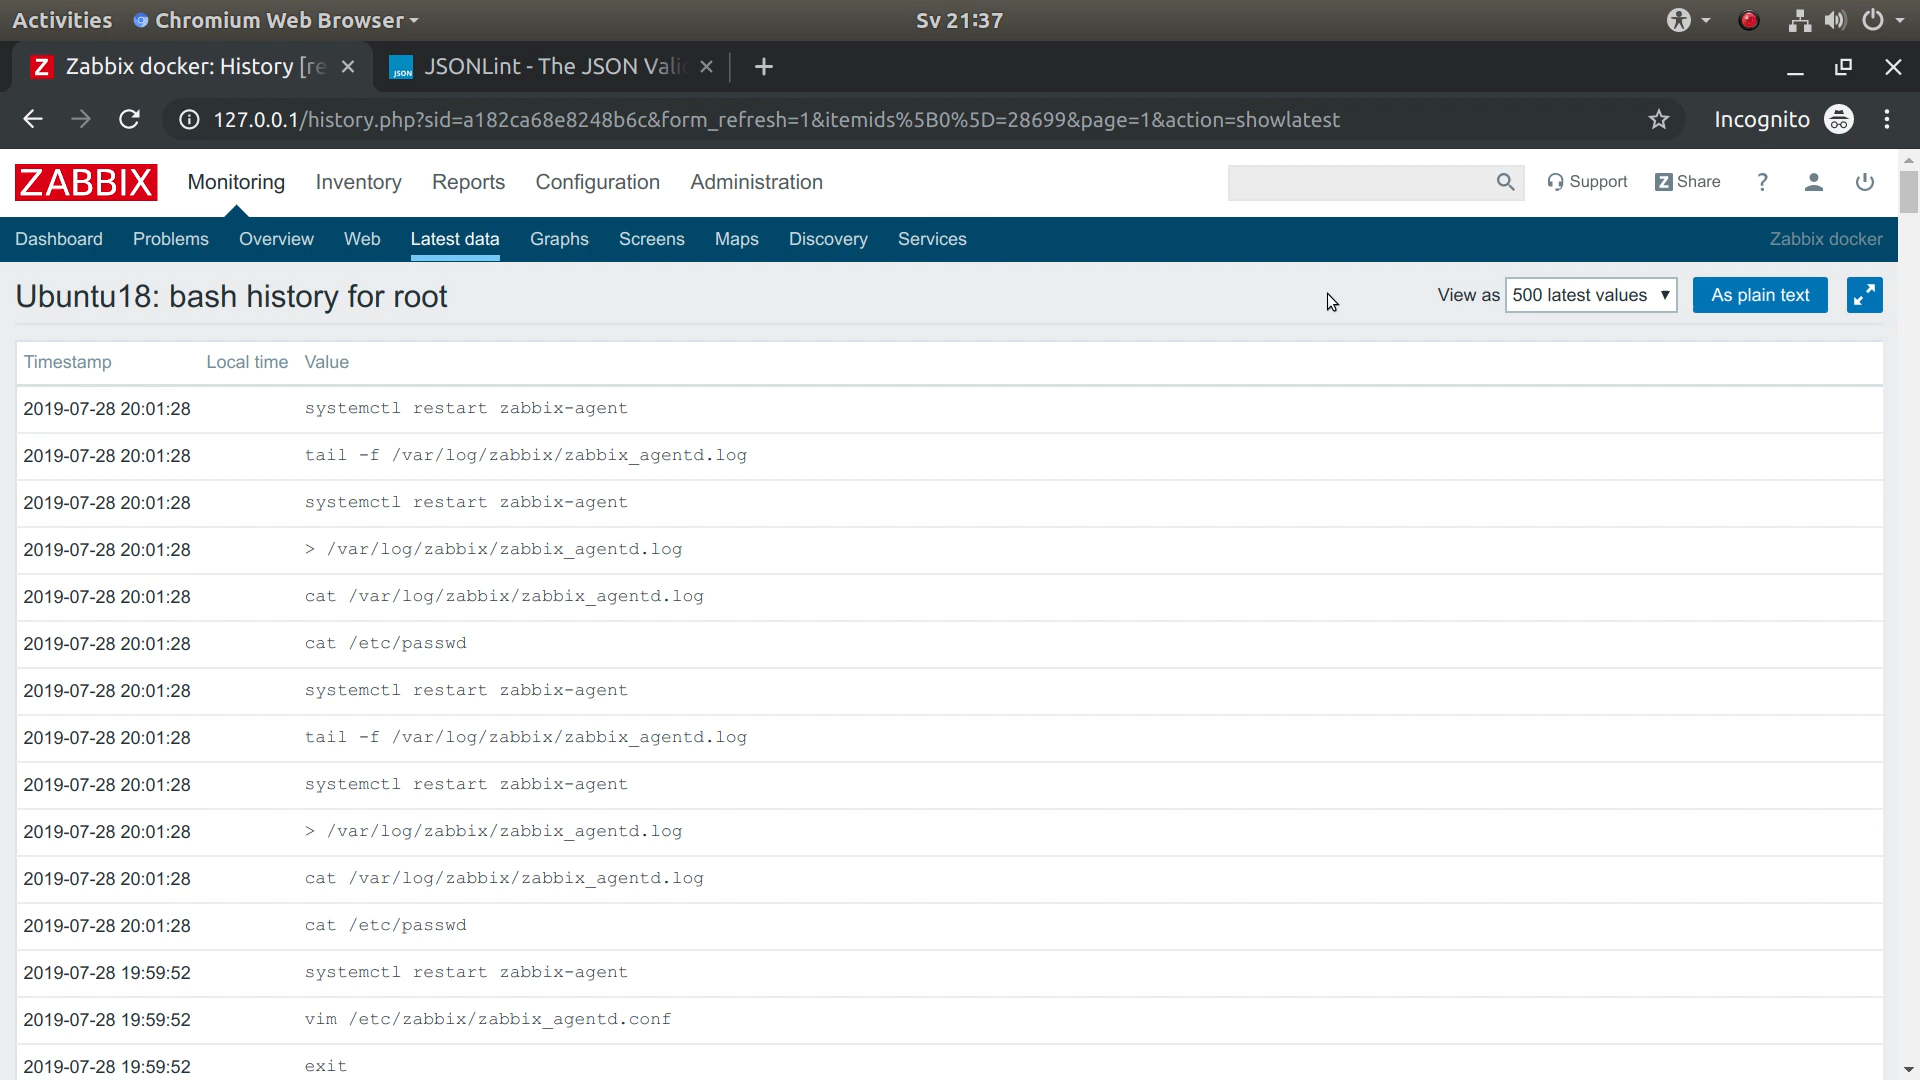 Activities Chromium Web Browser Sv 21:37
Zabbix docker: History [re JSONLint - The JSON Vali
127.0.0.1/history.php?sid=a182ca68e8248b6c&form_refresh=1&itemids%5B0%5D=28699&page=1&action=showlatest Incognito
ZABBIX Monitoring Inventory Reports Configuration Administration Support Z Share ?
Dashboard Problems Overview Web Latest data Graphs Screens Maps Discovery Services Zabbix docker
Ubuntu18: bash history for root View as 500 latest values As plain text
Timestamp Local time Value
2019-07-28 20:01:28 systemctl restart zabbix-agent
2019-07-28 20:01:28 tail -f /var/log/zabbix/zabbix_agentd.log
2019-07-28 20:01:28 systemctl restart zabbix-agent
2019-07-28 20:01:28 > /var/log/zabbix/zabbix_agentd.log
2019-07-28 20:01:28 cat /var/log/zabbix/zabbix_agentd.log
2019-07-28 20:01:28 cat /etc/passwd
2019-07-28 20:01:28 systemctl restart zabbix-agent
2019-07-28 20:01:28 tail -f /var/log/zabbix/zabbix_agentd.log
2019-07-28 20:01:28 systemctl restart zabbix-agent
2019-07-28 20:01:28 > /var/log/zabbix/zabbix_agentd.log
2019-07-28 20:01:28 cat /var/log/zabbix/zabbix_agentd.log
2019-07-28 20:01:28 cat /etc/passwd
2019-07-28 19:59:52 systemctl restart zabbix-agent
2019-07-28 19:59:52 vim /etc/zabbix/zabbix_agentd.conf
2019-07-28 19:59:52 exit